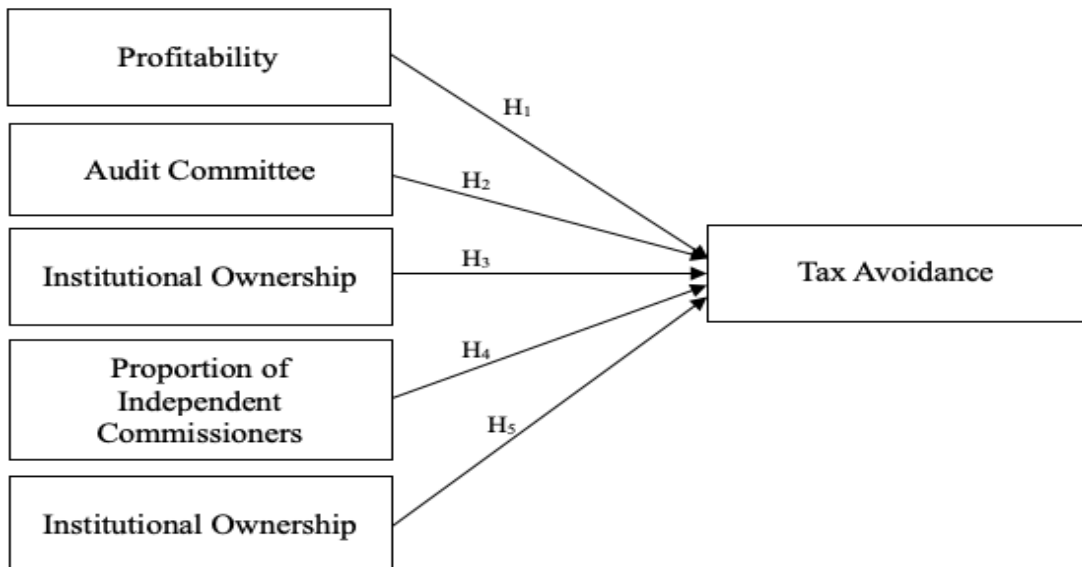 Profitability
H₁
Audit Committee
H₂
Institutional Ownership
H₃
Tax Avoidance
Proportion of
Independent
Commissioners
H₄
Institutional Ownership
H₅